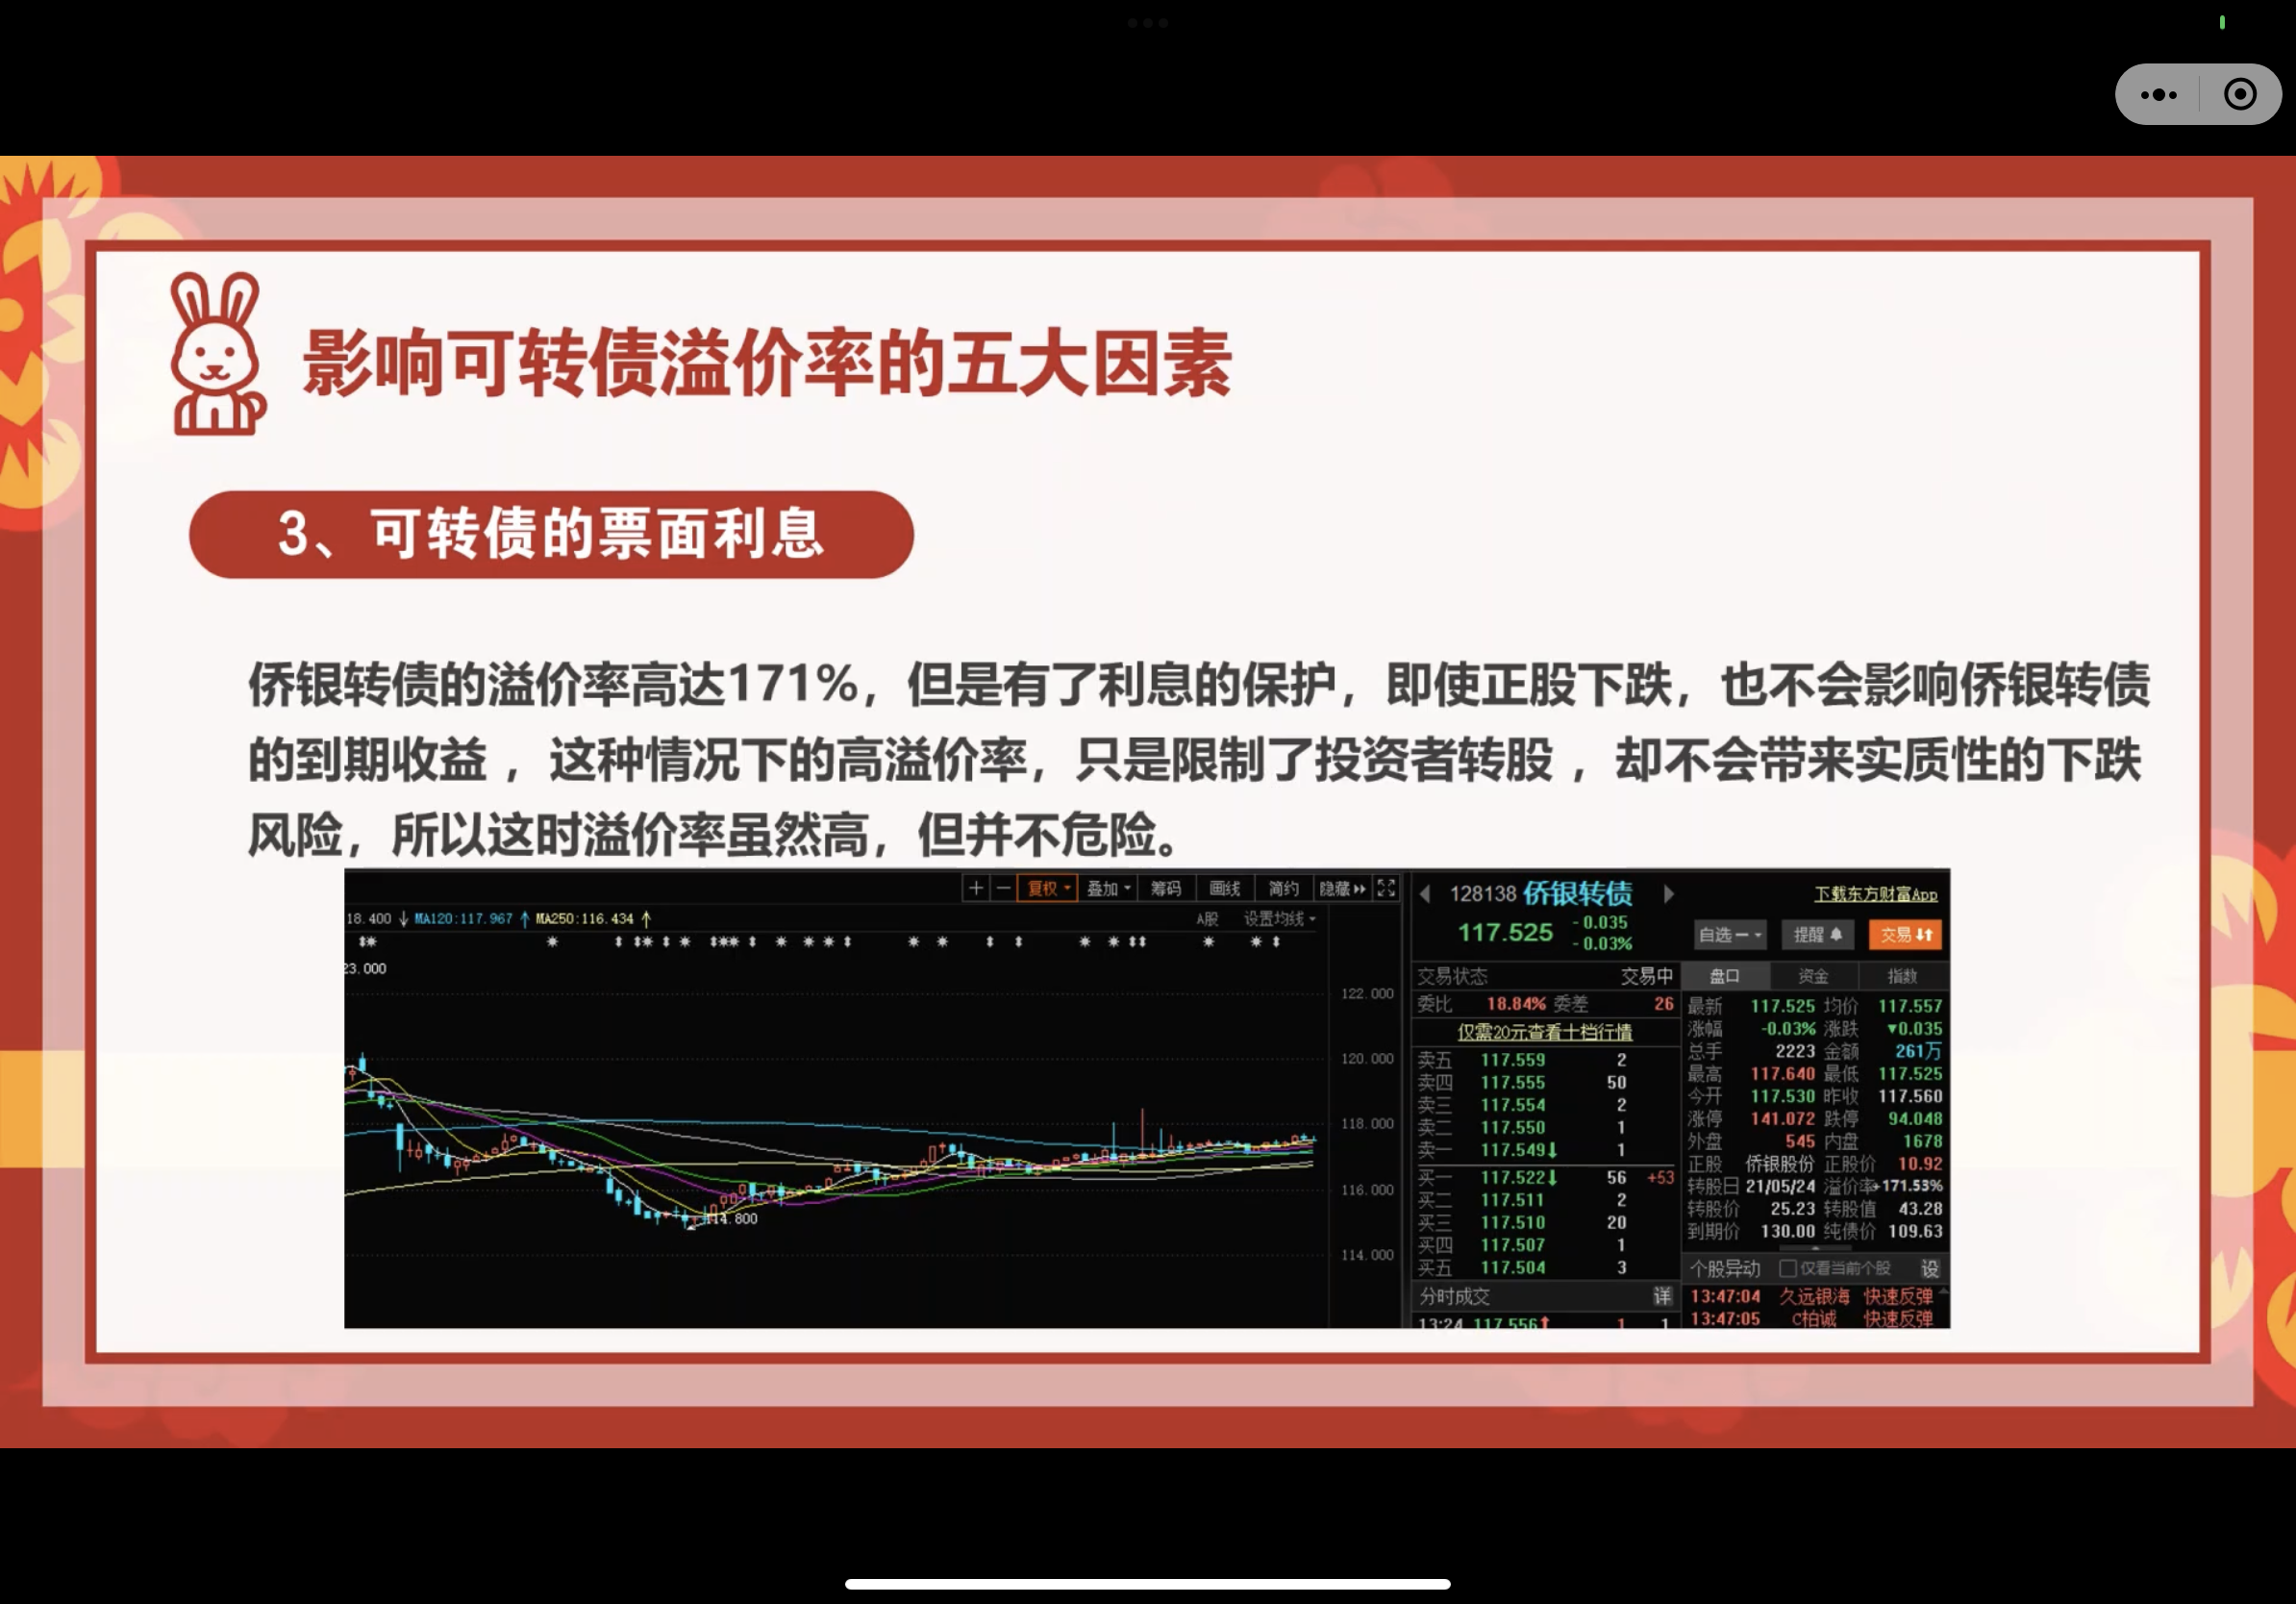 影响可转债溢价率的五大因素
3、可转债的票面利息
侨银转债的溢价率高达171%，但是有了利息的保护，即使正股下跌，也不会影响侨银转债
的到期收益，这种情况下的高溢价率，只是限制了投资者转股，却不会带来实质性的下跌
风险，所以这时溢价率虽然高，但并不危险。
+ − 复权 叠加 筹码 画线 简约 隐藏
18.400 ↓ MA120:117.967 ↑ MA250:116.434 ↑ A股 设置均线
23.000
122.000
120.000
118.000
116.000
114.000
114.800
128138 侨银转债
下载东方财富App
117.525 -0.035
-0.03%
自选 提醒 交易
交易状态 交易中
委比 18.84% 委差 26
仅需20元查看十档行情
卖五 117.559 2
卖四 117.555 50
卖三 117.554 2
卖二 117.550 1
卖一 117.549↓ 1
买一 117.522↓ 56 +53
买二 117.511 2
买三 117.510 20
买四 117.507 1
买五 117.504 3
分时成交 详
13:24 117.556↑ 1 1
盘口 资金 指数
最新 117.525 均价 117.557
涨幅 -0.03% 涨跌 ▼0.035
总手 2223 金额 261万
最高 117.640 最低 117.525
今开 117.530 昨收 117.560
涨停 141.072 跌停 94.048
外盘 545 内盘 1678
正股 侨银股份 正股价 10.92
转股日 21/05/24 溢价率+171.53%
转股价 25.23 转股值 43.28
到期价 130.00 纯债价 109.63
个股异动 仅看当前个股 设
13:47:04 久远银海 快速反弹
13:47:05 C柏诚 快速反弹